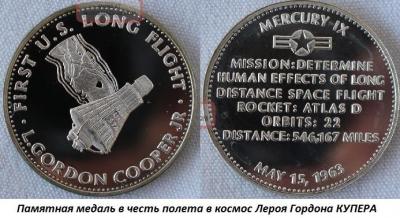 FIRST U.S. LONG FLIGHT
L. GORDON COOPER JR
MERCURY IX
MISSION: DETERMINE
HUMAN EFFECTS OF LONG
DISTANCE SPACE FLIGHT
ROCKET: ATLAS D
ORBITS: 22
DISTANCE: 546,167 MILES
MAY 15, 1963
Памятная медаль в честь полета в космос Лероя Гордона КУПЕРА